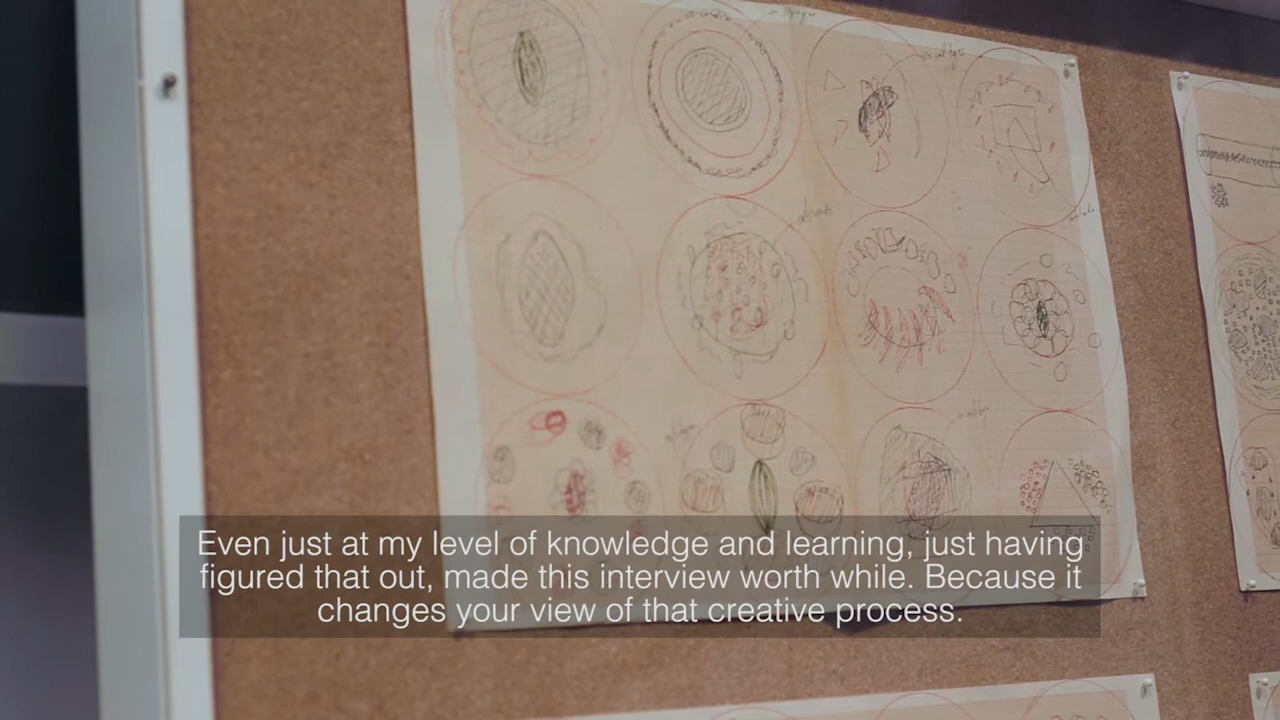 Even just at my level of knowledge and learning, just having
figured that out, made this interview worth while. Because it
changes your view of that creative process.